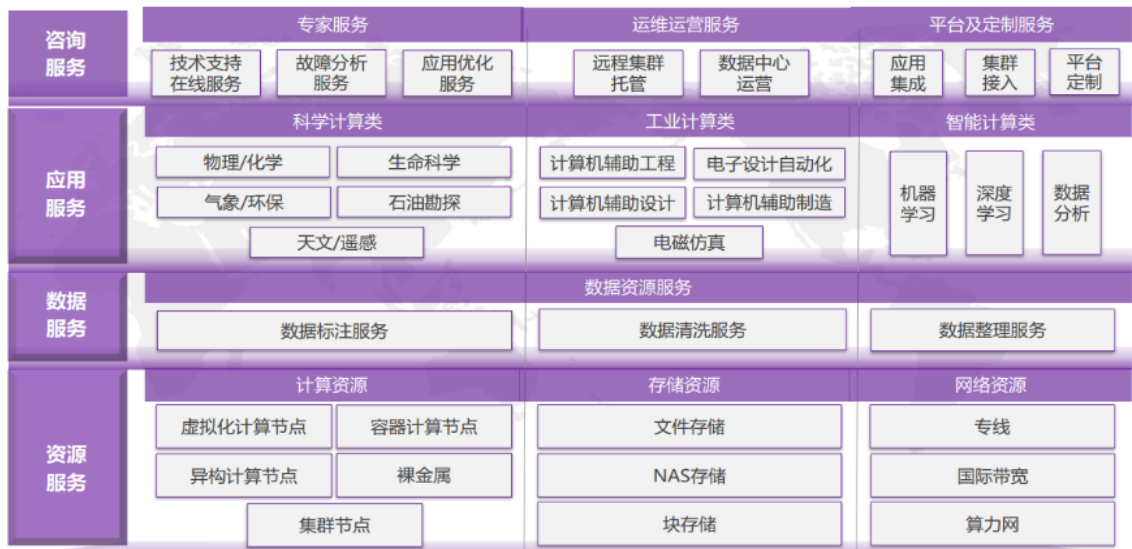 咨询
服务
专家服务
运维运营服务
平台及定制服务
技术支持
在线服务
故障分析
服务
应用优化
服务
远程集群
托管
数据中心
运营
应用
集成
集群
接入
平台
定制
应用
服务
科学计算类
工业计算类
智能计算类
物理/化学
生命科学
气象/环保
石油勘探
天文/遥感
计算机辅助工程
电子设计自动化
计算机辅助设计
计算机辅助制造
电磁仿真
机器
学习
深度
学习
数据
分析
数据
服务
数据资源服务
数据标注服务
数据清洗服务
数据整理服务
资源
服务
计算资源
存储资源
网络资源
虚拟化计算节点
容器计算节点
异构计算节点
裸金属
集群节点
文件存储
NAS存储
块存储
专线
国际带宽
算力网